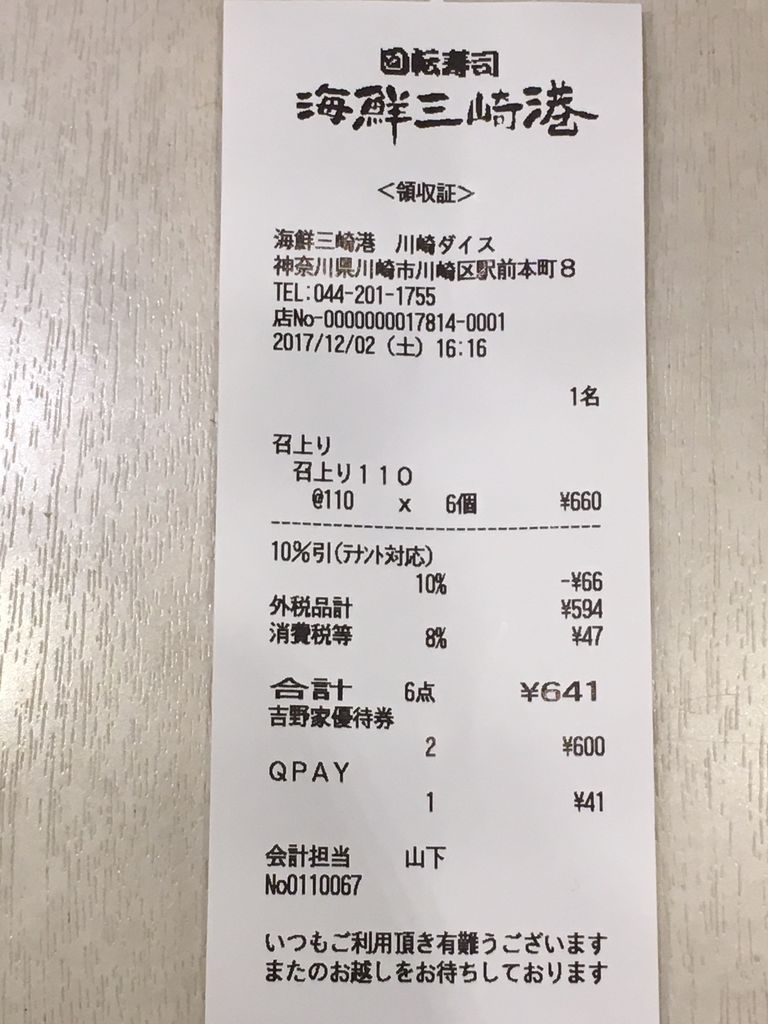 回転寿司
海鮮三崎港
<領収証>
海鮮三崎港 川崎ダイス
神奈川県川崎市川崎区駅前本町8
TEL:044-201-1755
店No-0000000017814-0001
2017/12/02 (土) 16:16
1名
召上り
召上り110
@110 x 6個 ¥660
10%引(ﾃﾅﾝﾄ対応)
10% -¥66
外税品計 ¥594
消費税等 8% ¥47
合計 6点 ¥641
吉野家優待券
2 ¥600
QPAY
1 ¥41
会計担当 山下
No0110067
いつもご利用頂き有難うございます
またのお越しをお待ちしております